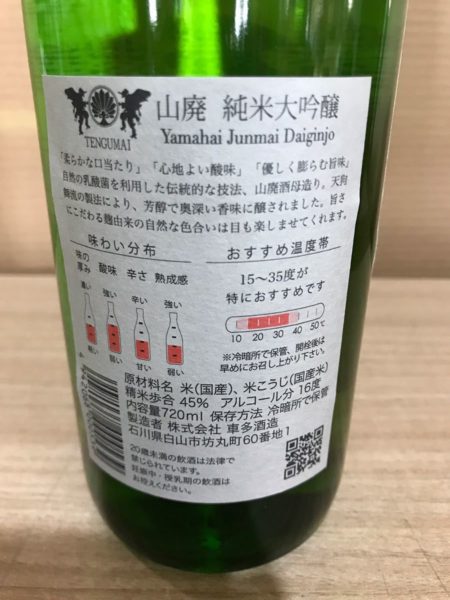 TENGUMAI
山廃 純米大吟醸
Yamahai Junmai Daiginjo
「柔らかな口当たり」「心地よい酸味」「優しく膨らむ旨味」
自然の乳酸菌を利用した伝統的な技法、山廃酒母造り。天狗
舞流の製法により、芳醇で奥深い香味に醸されました。旨さ
にこだわる麹由来の自然な色合いは目も楽しませてくれます。
味わい分布
味の厚み 酸味 辛さ 熟成感
濃い 強い 辛い 強い
軽い 弱い 甘い 弱い
おすすめ温度帯
15〜35度が
特におすすめです
10 20 30 40 50℃
※冷暗所で保管、開栓後は
早めにお召し上がり下さい。
原材料名 米(国産)、米こうじ(国産米)
精米歩合 45% アルコール分 16度
内容量720ml 保存方法 冷暗所で保管
製造者 株式会社 車多酒造
石川県白山市坊丸町60番地1
20歳未満の飲酒は法律で
禁じられています。
妊娠中・授乳期の飲酒は
お控えください。